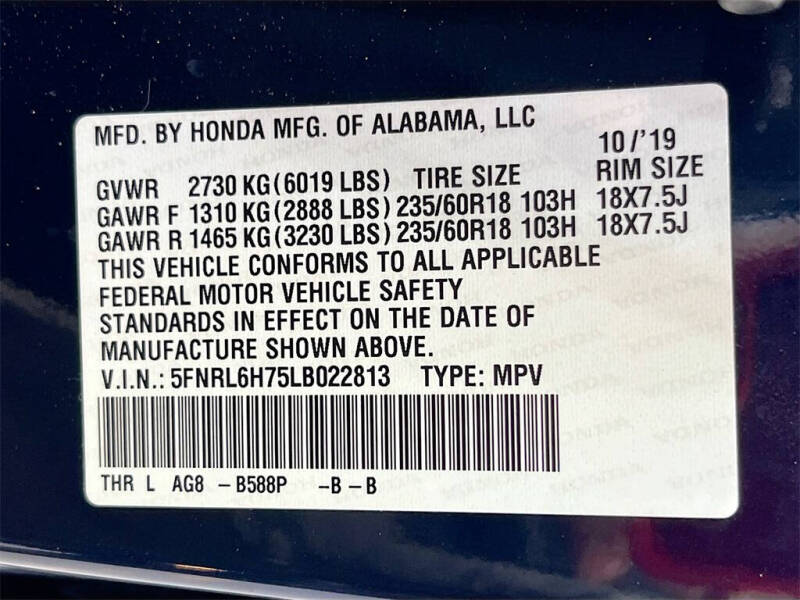 MFD. BY HONDA MFG. OF ALABAMA, LLC
10/'19
GVWR 2730 KG (6019 LBS) TIRE SIZE RIM SIZE
GAWR F 1310 KG (2888 LBS) 235/60R18 103H 18X7.5J
GAWR R 1465 KG (3230 LBS) 235/60R18 103H 18X7.5J
THIS VEHICLE CONFORMS TO ALL APPLICABLE
FEDERAL MOTOR VEHICLE SAFETY
STANDARDS IN EFFECT ON THE DATE OF
MANUFACTURE SHOWN ABOVE.
V.I.N.: 5FNRL6H75LB022813 TYPE: MPV
THR L AG8 -B588P -B-B